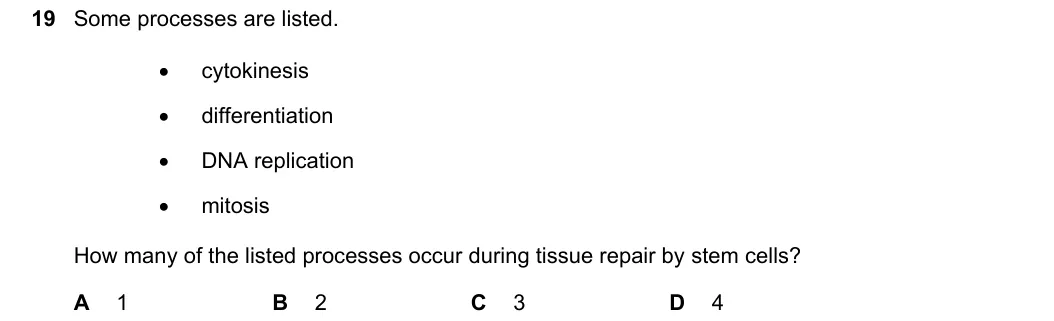 19 Some processes are listed.
• cytokinesis
• differentiation
• DNA replication
• mitosis
How many of the listed processes occur during tissue repair by stem cells?
A 1 B 2 C 3 D 4